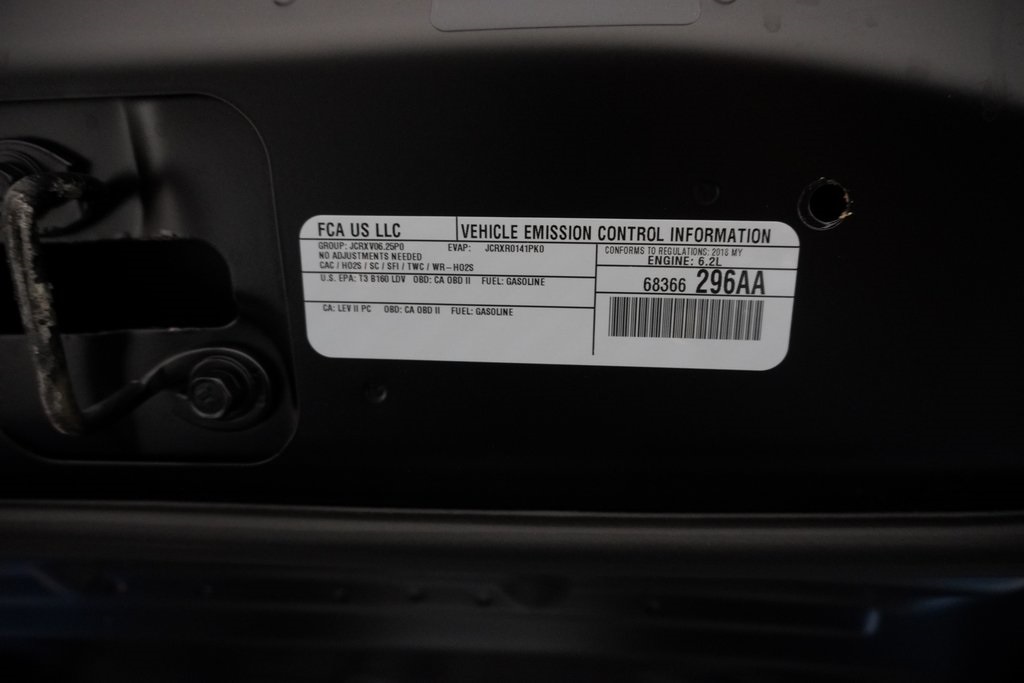 FCA US LLC
VEHICLE EMISSION CONTROL INFORMATION
GROUP: JCRXV06.25P0 EVAP: JCRXR0141PK0
NO ADJUSTMENTS NEEDED
CAC / HO2S / SC / SFI / TWC / WR-HO2S
U.S. EPA: T3 B160 LDV OBD: CA OBD II FUEL: GASOLINE
CA: LEV II PC OBD: CA OBD II FUEL: GASOLINE
CONFORMS TO REGULATIONS: 2018 MY
ENGINE: 6.2L
68366 296AA